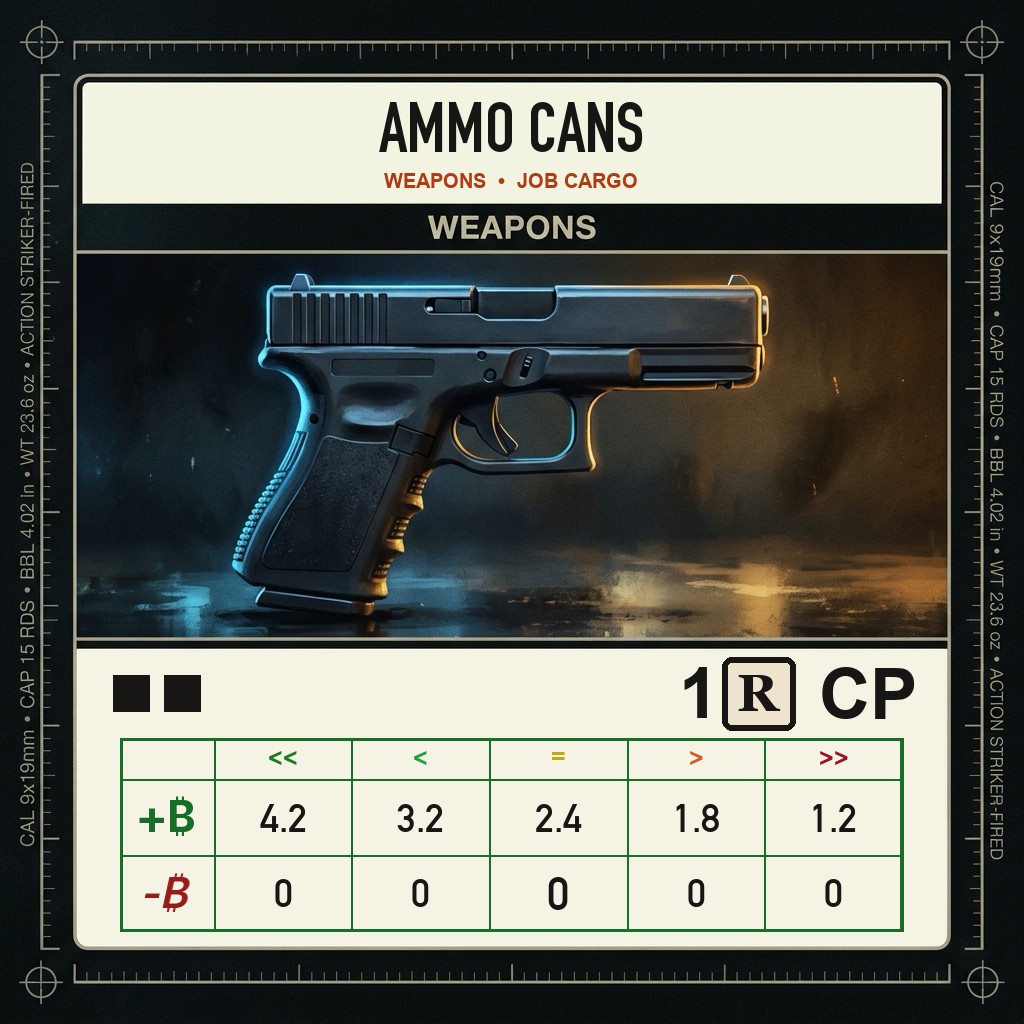 AMMO CANS
WEAPONS • JOB CARGO
WEAPONS
CAL 9x19mm • CAP 15 RDS • BBL 4.02 in • WT 23.6 oz • ACTION STRIKER-FIRED
CAL 9x19mm • CAP 15 RDS • BBL 4.02 in • WT 23.6 oz • ACTION STRIKER-FIRED
1 R CP
<< < = > >>
+₿ 4.2 3.2 2.4 1.8 1.2
-₿ 0 0 0 0 0